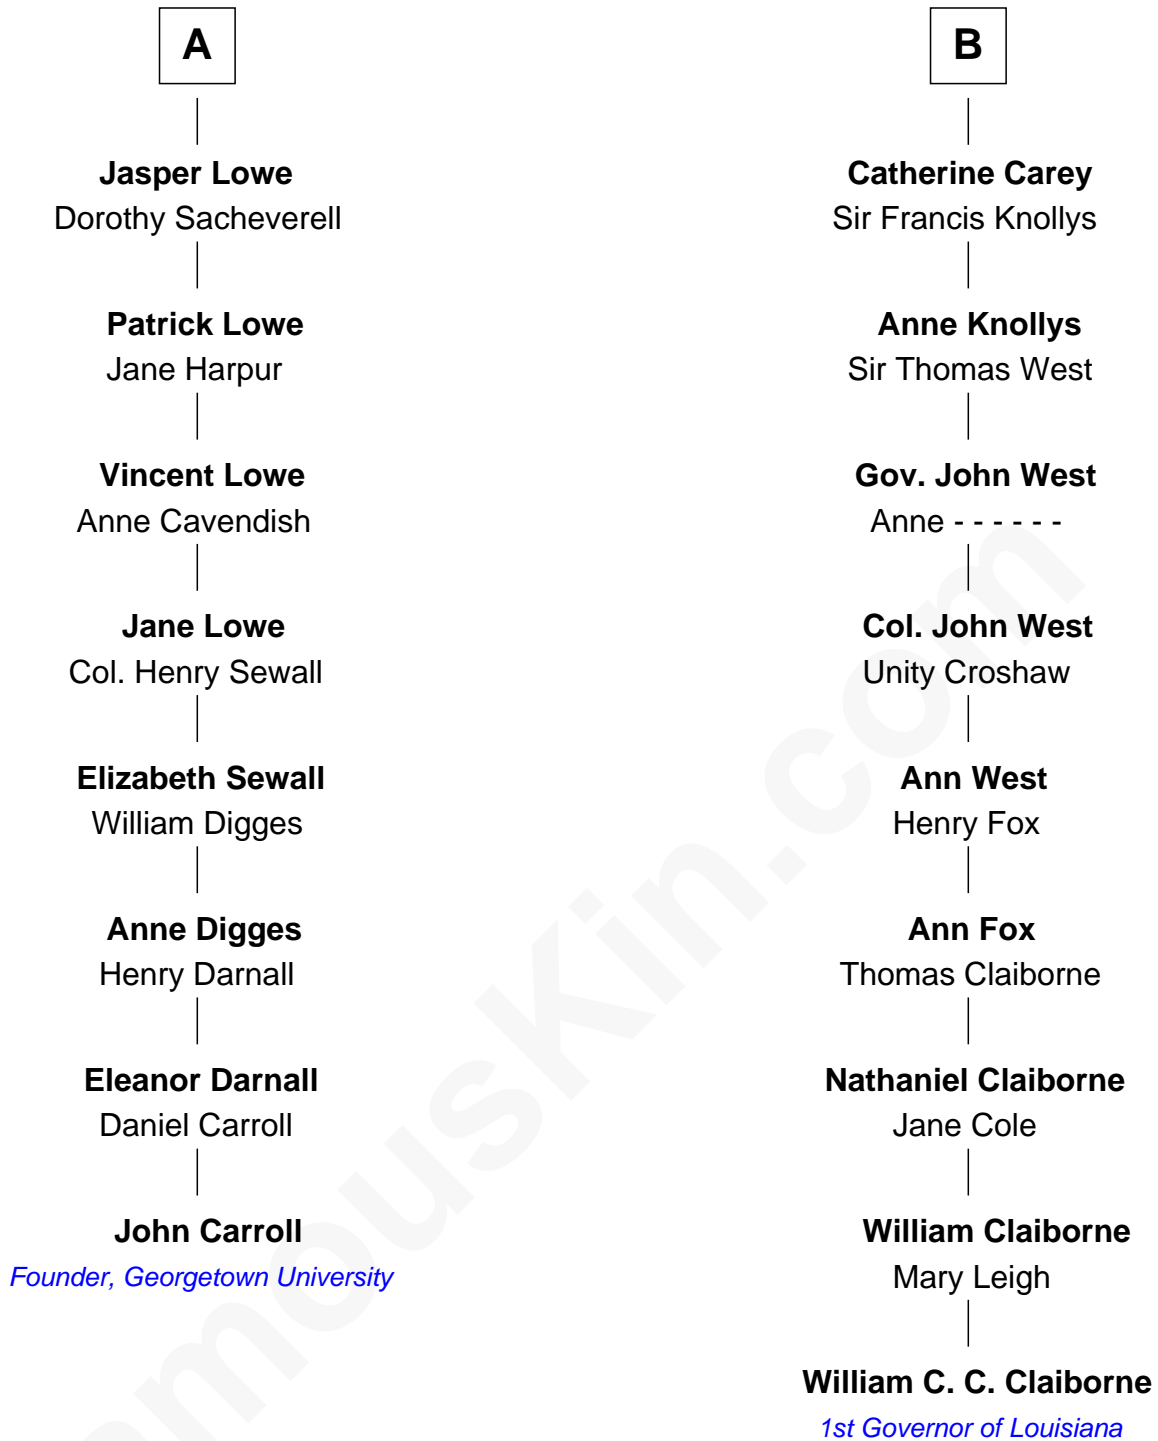 A
Jasper Lowe
Dorothy Sacheverell
Patrick Lowe
Jane Harpur
Vincent Lowe
Anne Cavendish
Jane Lowe
Col. Henry Sewall
Elizabeth Sewall
William Digges
Anne Digges
Henry Darnall
Eleanor Darnall
Daniel Carroll
John Carroll
Founder, Georgetown University
B
Catherine Carey
Sir Francis Knollys
Anne Knollys
Sir Thomas West
Gov. John West
Anne - - - - - -
Col. John West
Unity Croshaw
Ann West
Henry Fox
Ann Fox
Thomas Claiborne
Nathaniel Claiborne
Jane Cole
William Claiborne
Mary Leigh
William C. C. Claiborne
1st Governor of Louisiana
amouskin.com